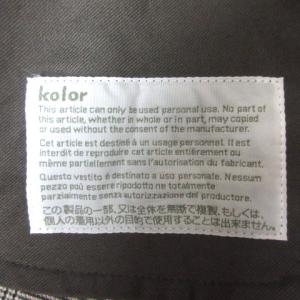 kolor
This article can only be used personal use. No part of
this article, whether in whole or in part, may copied
or used without the consent of the manufacturer.
Cet article est destiné à un usage personnel. Il est
interdit de reproduire cet article entièrement ou
même partiellement sans l'autorisation du fabricant.
Questo vestito è destinato a uso personale. Nessum
pezzo può essere ripodotto ne totalmente
parzialmente senza autorizzazione del productor.
この製品の一部、又は全体を無断で複製、もしくは、
個人の着用以外の目的で使用することは出来ません。